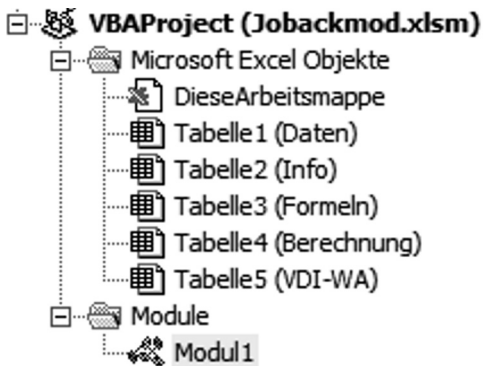 VBAProject (Jobackmod.xlsm)
Microsoft Excel Objekte
DieseArbeitsmappe
Tabelle1 (Daten)
Tabelle2 (Info)
Tabelle3 (Formeln)
Tabelle4 (Berechnung)
Tabelle5 (VDI-WA)
Module
Modul1